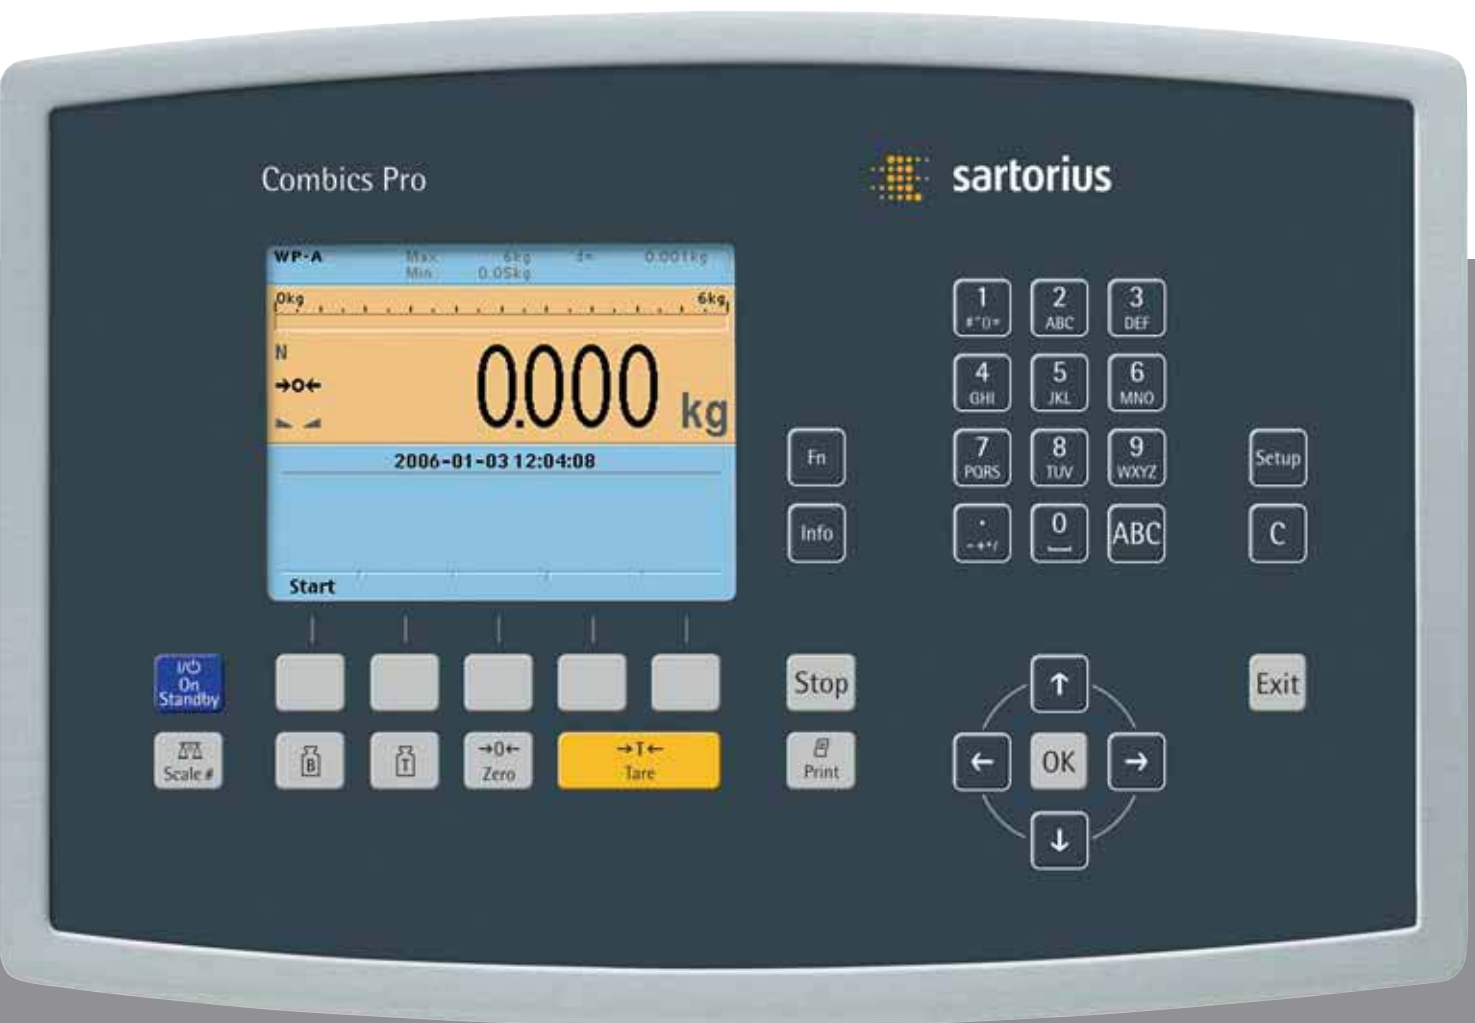 Combics Pro
sartorius
WP-A Max 6kg d= 0.001kg
Min 0.05kg
0kg 6kg
N
→0←
0.000 kg
2006-01-03 12:04:08
Start
1
#^()=
2
ABC
3
DEF
4
GHI
5
JKL
6
MNO
7
PQRS
8
TUV
9
WXYZ
.
-+*/
0
ABC
Fn
Info
Setup
C
I/⏻
On
Standby
Stop
Exit
Scale #
B
T
→0←
Zero
→T←
Tare
Print
↑
←
OK
→
↓